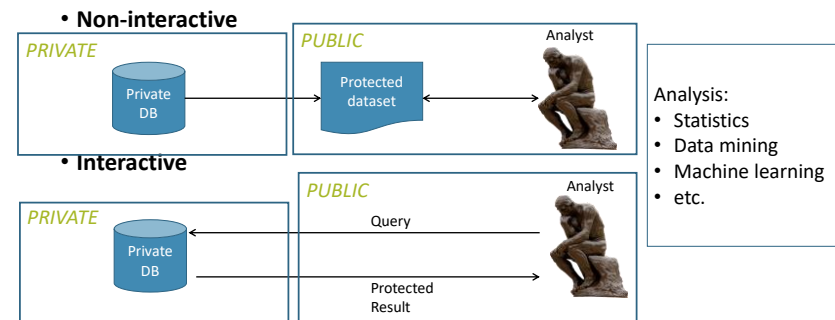 • Non-interactive
PRIVATE
Private
DB
PUBLIC
Protected
dataset
Analyst
• Interactive
PRIVATE
Private
DB
PUBLIC
Query
Protected
Result
Analyst
Analysis:
• Statistics
• Data mining
• Machine learning
• etc.